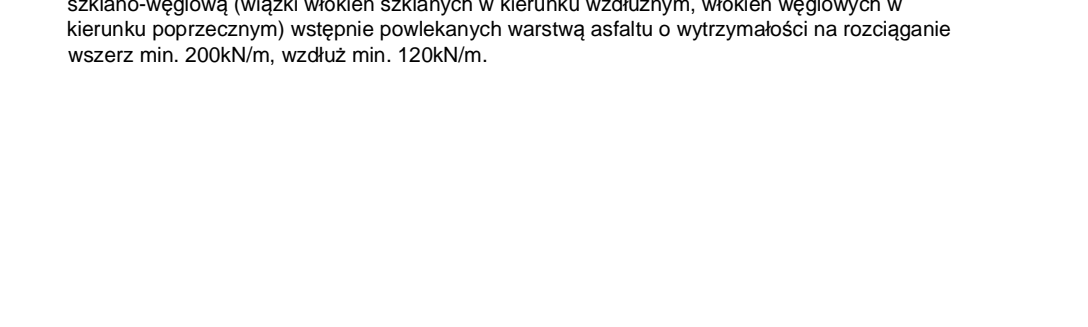 szklano-węglową (wiązki włókien szklanych w kierunku wzdłużnym, włókien węglowych w
kierunku poprzecznym) wstępnie powlekanych warstwą asfaltu o wytrzymałości na rozciąganie
wszerz min. 200kN/m, wzdłuż min. 120kN/m.